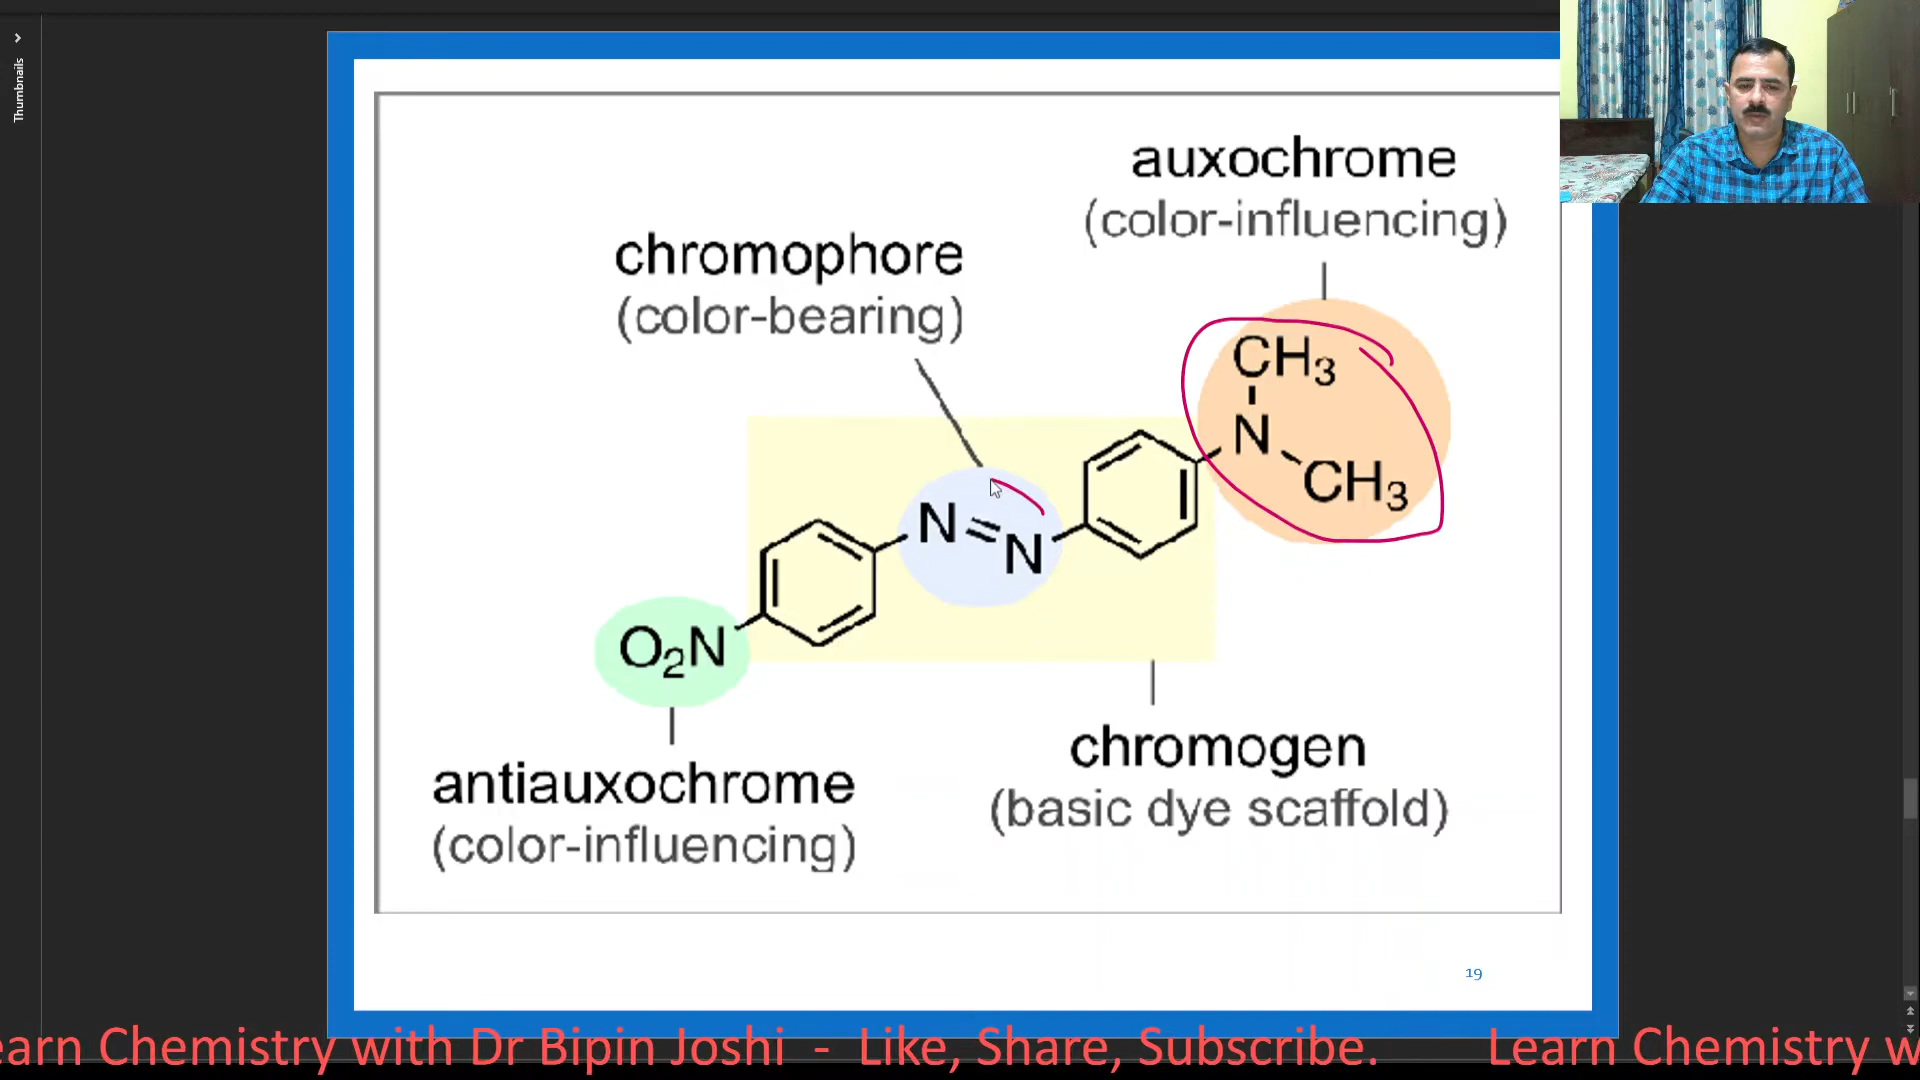 Thumbnails
auxochrome
(color-influencing)
chromophore
(color-bearing)
CH3
N
CH3
N=N
O2N
antiauxochrome
(color-influencing)
chromogen
(basic dye scaffold)
19
earn Chemistry with Dr Bipin Joshi - Like, Share, Subscribe. Learn Chemistry w